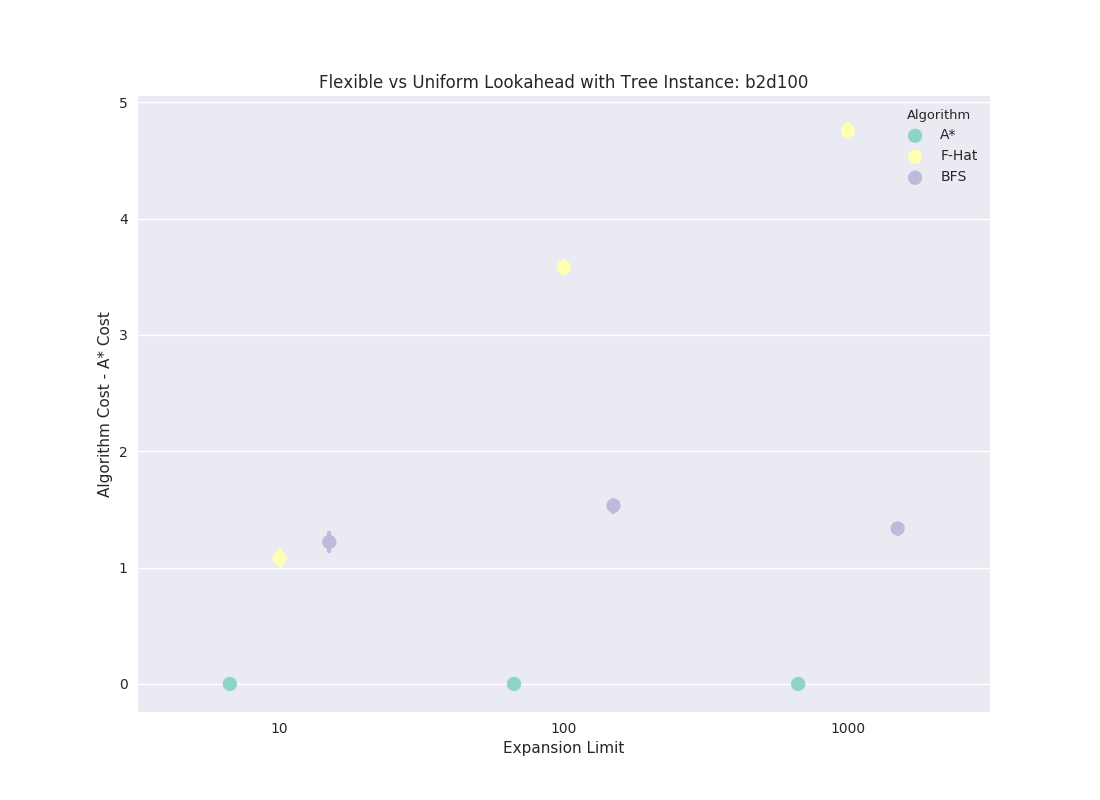 Flexible vs Uniform Lookahead with Tree Instance: b2d100
Algorithm
A*
F-Hat
BFS
Algorithm Cost - A* Cost
5
4
3
2
1
0
10 100 1000
Expansion Limit